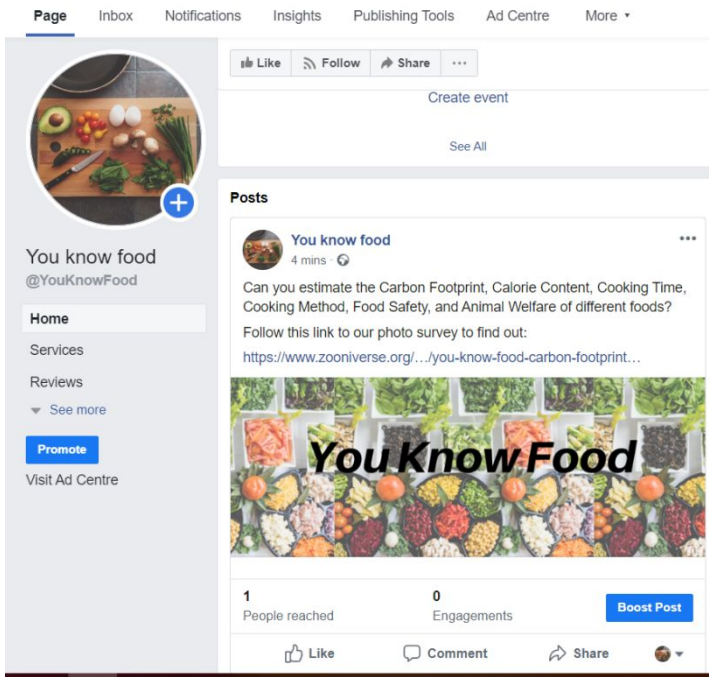 Page Inbox Notifications Insights Publishing Tools Ad Centre More
Like Follow Share ...
Create event
See All
You know food
@YouKnowFood
Home
Services
Reviews
See more
Promote
Visit Ad Centre
Posts
You know food
4 mins ·
Can you estimate the Carbon Footprint, Calorie Content, Cooking Time,
Cooking Method, Food Safety, and Animal Welfare of different foods?
Follow this link to our photo survey to find out:
https://www.zooniverse.org/…/you-know-food-carbon-footprint…
You Know Food
1 0
People reached Engagements
Boost Post
Like Comment Share